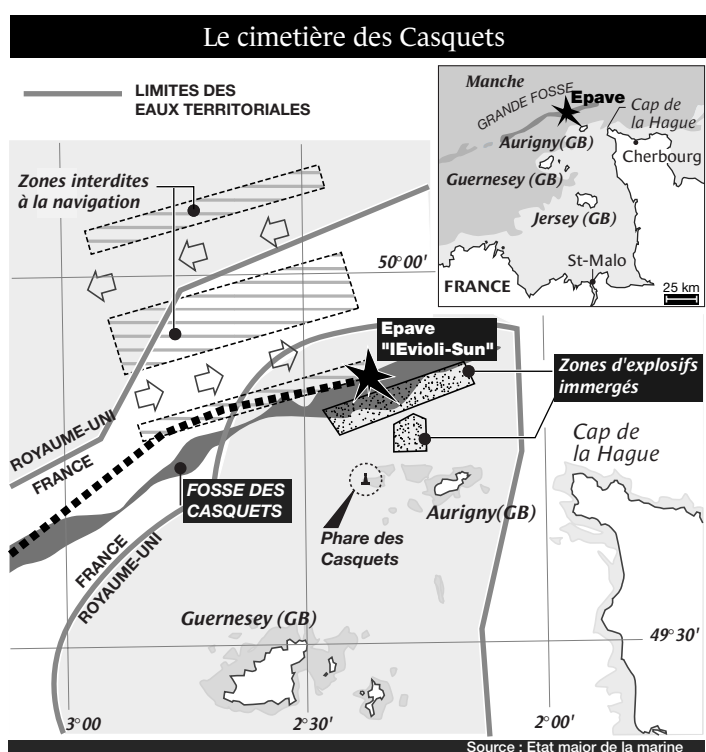 Le cimetière des Casquets
LIMITES DES
EAUX TERRITORIALES
Manche
GRANDE FOSSE
Epave
Cap de
la Hague
Aurigny(GB)
Cherbourg
Guernesey (GB)
Jersey (GB)
St-Malo
FRANCE
25 km
Zones interdites
à la navigation
50°00'
Epave
"IEvioli-Sun"
Zones d'explosifs
immergés
ROYAUME-UNI
FRANCE
Cap de
la Hague
FOSSE DES
CASQUETS
Aurigny(GB)
Phare des
Casquets
FRANCE
ROYAUME-UNI
Guernesey (GB)
49°30'
3°00
2°30'
2°00'
Source : Etat major de la marine